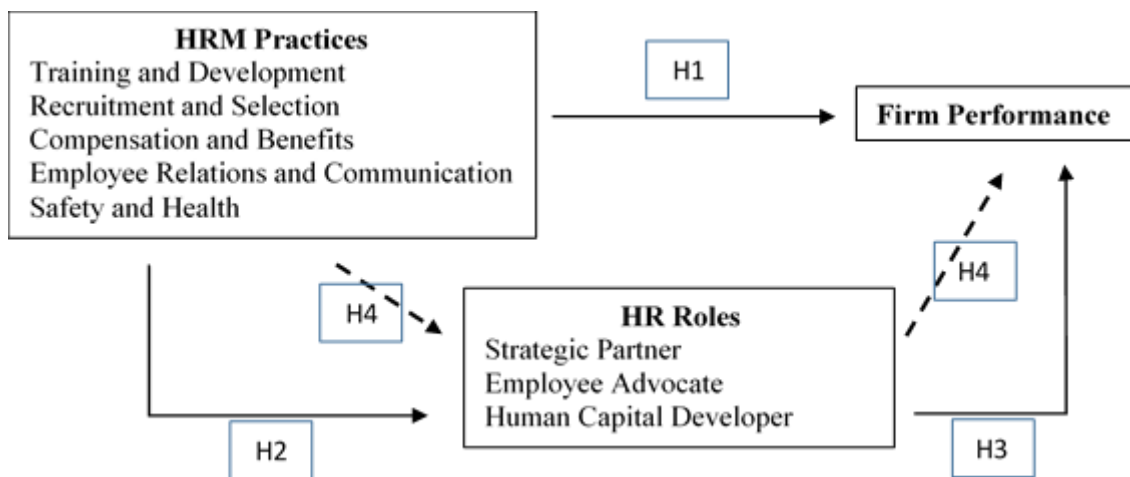 HRM Practices
Training and Development
Recruitment and Selection
Compensation and Benefits
Employee Relations and Communication
Safety and Health
H1
Firm Performance
H4
H4
HR Roles
Strategic Partner
Employee Advocate
Human Capital Developer
H2
H3